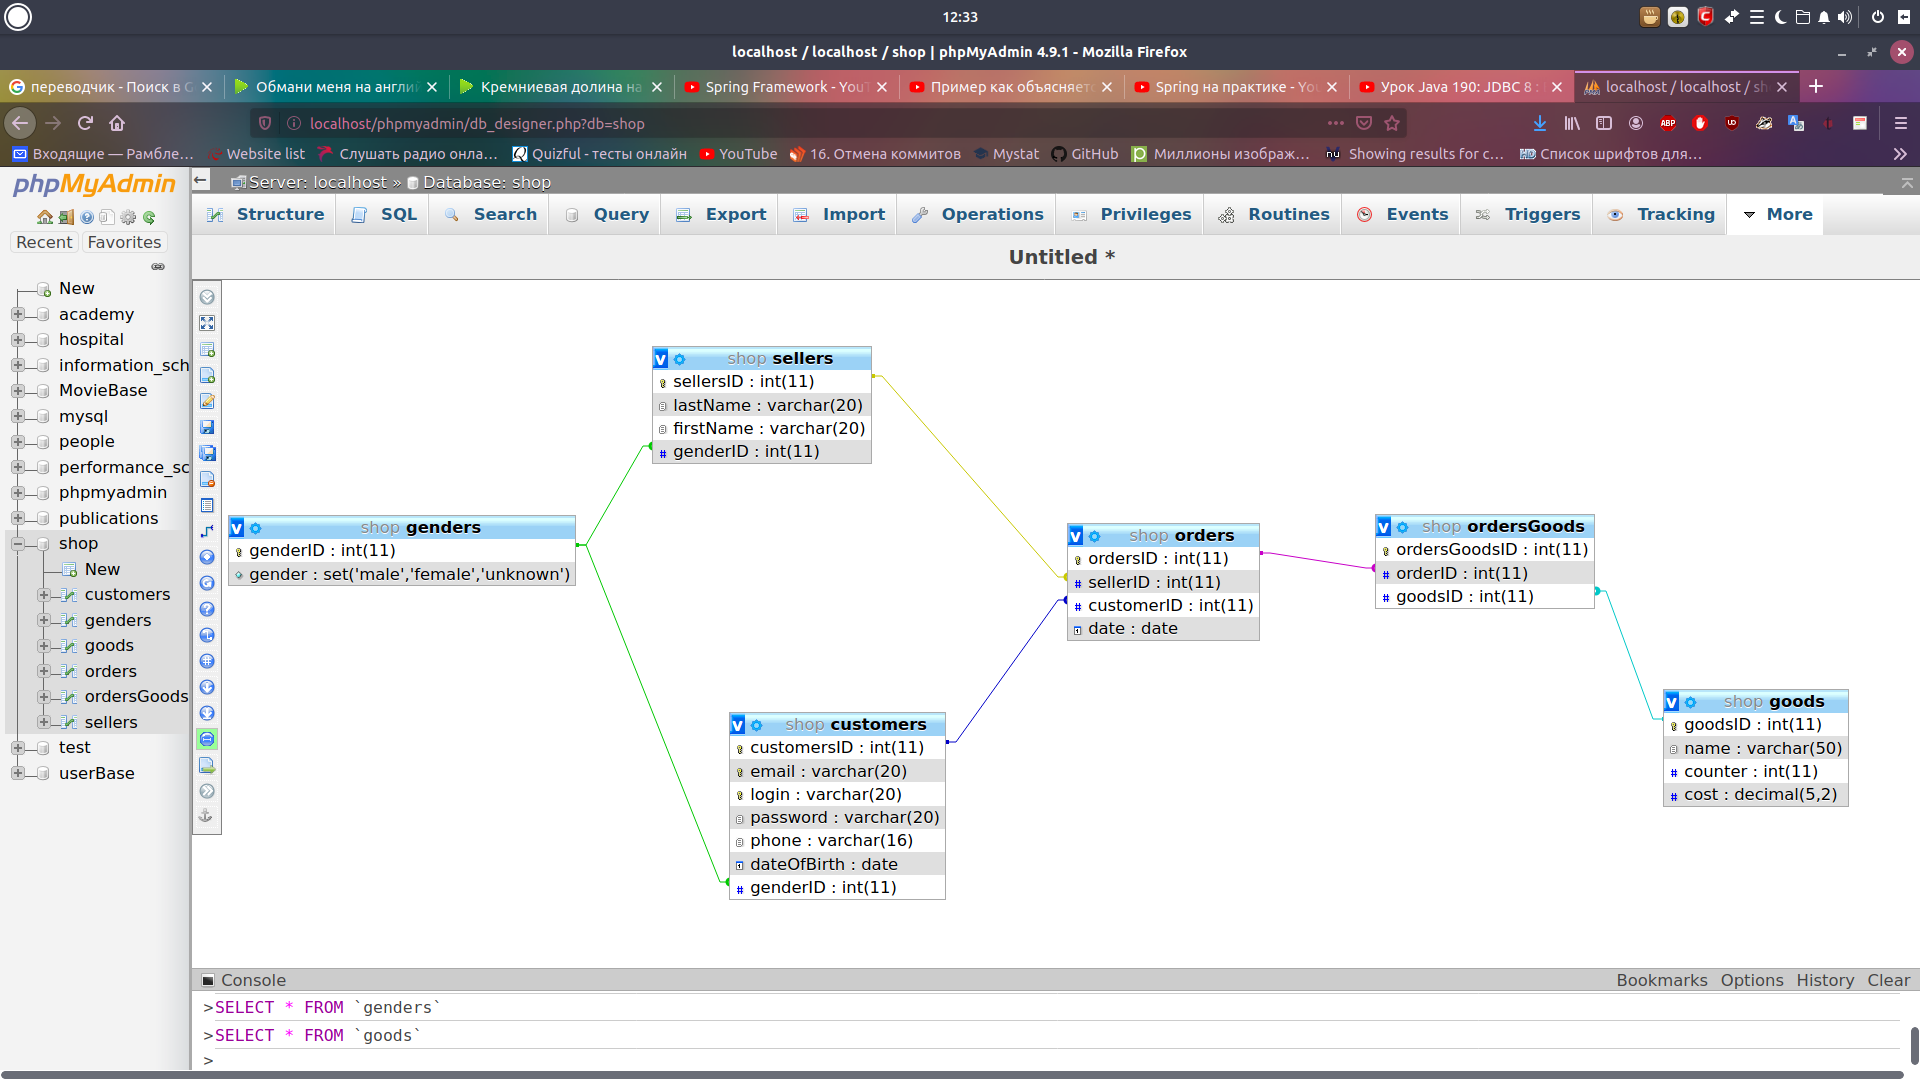 12:33
localhost / localhost / shop | phpMyAdmin 4.9.1 - Mozilla Firefox
переводчик - Поиск в G
Обмани меня на англи
Кремниевая долина на
Spring Framework - YouT
Пример как объясняет
Spring на практике - You
Урок Java 190: JDBC 8 :
localhost / localhost / sh
localhost/phpmyadmin/db_designer.php?db=shop
Входящие — Рамбле…
Website list
Слушать радио онла…
Quizful - тесты онлайн
YouTube
16. Отмена коммитов
Mystat
GitHub
Миллионы изображ…
Showing results for c…
Список шрифтов для…
phpMyAdmin
Recent Favorites
New
academy
hospital
information_sch
MovieBase
mysql
people
performance_sc
phpmyadmin
publications
shop
New
customers
genders
goods
orders
ordersGoods
sellers
test
userBase
Server: localhost » Database: shop
Structure SQL Search Query Export Import Operations Privileges Routines Events Triggers Tracking More
Untitled *
shop sellers
sellersID : int(11)
lastName : varchar(20)
firstName : varchar(20)
genderID : int(11)
shop genders
genderID : int(11)
gender : set('male','female','unknown')
shop customers
customersID : int(11)
email : varchar(20)
login : varchar(20)
password : varchar(20)
phone : varchar(16)
dateOfBirth : date
genderID : int(11)
shop orders
ordersID : int(11)
sellerID : int(11)
customerID : int(11)
date : date
shop ordersGoods
ordersGoodsID : int(11)
orderID : int(11)
goodsID : int(11)
shop goods
goodsID : int(11)
name : varchar(50)
counter : int(11)
cost : decimal(5,2)
Console
Bookmarks Options History Clear
>SELECT * FROM `genders`
>SELECT * FROM `goods`
>